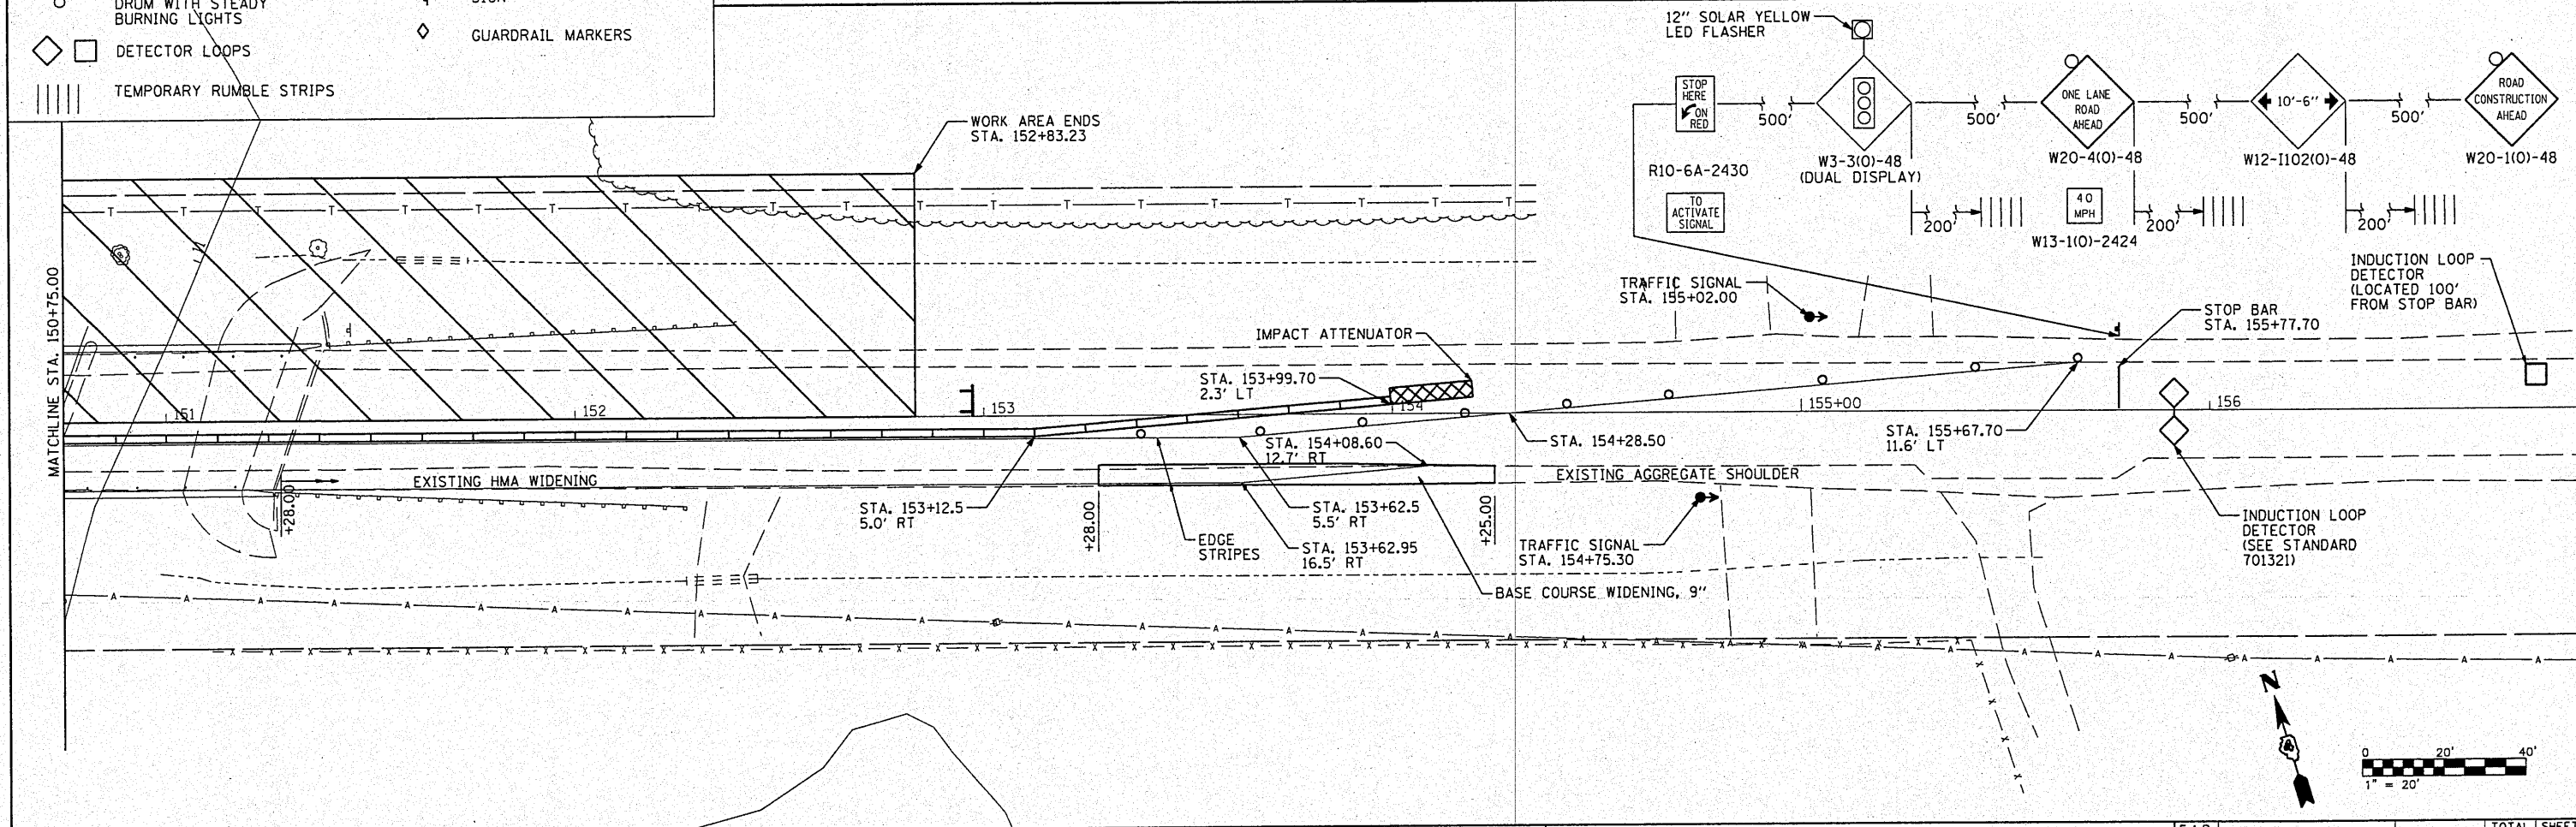 DRUM WITH STEADY
BURNING LIGHTS
SIGN
GUARDRAIL MARKERS
DETECTOR LOOPS
TEMPORARY RUMBLE STRIPS
12" SOLAR YELLOW
LED FLASHER
STOP
HERE
ON
RED
500'
500'
ONE LANE
ROAD
AHEAD
500'
10'-6"
500'
ROAD
CONSTRUCTION
AHEAD
R10-6A-2430
W3-3(O)-48
(DUAL DISPLAY)
W20-4(O)-48
W12-I102(O)-48
W20-1(O)-48
TO
ACTIVATE
SIGNAL
200'
40
MPH
W13-1(O)-2424
200'
200'
WORK AREA ENDS
STA. 152+83.23
T T T T T T T T T T T T T T T T T T T T
MATCHLINE STA. 150+75.00
TRAFFIC SIGNAL
STA. 155+02.00
INDUCTION LOOP
DETECTOR
(LOCATED 100'
FROM STOP BAR)
STOP BAR
STA. 155+77.70
IMPACT ATTENUATOR
STA. 153+99.70
2.3' LT
151
152
153
154
155+00
156
STA. 154+28.50
STA. 155+67.70
11.6' LT
STA. 154+08.60
12.7' RT
EXISTING AGGREGATE SHOULDER
EXISTING HMA WIDENING
+28.00
STA. 153+12.5
5.0' RT
+28.00
EDGE
STRIPES
STA. 153+62.5
5.5' RT
STA. 153+62.95
16.5' RT
+25.00
TRAFFIC SIGNAL
STA. 154+75.30
INDUCTION LOOP
DETECTOR
(SEE STANDARD
701321)
BASE COURSE WIDENING, 9"
N
0 20' 40'
1" = 20'
TOTAL SHEET